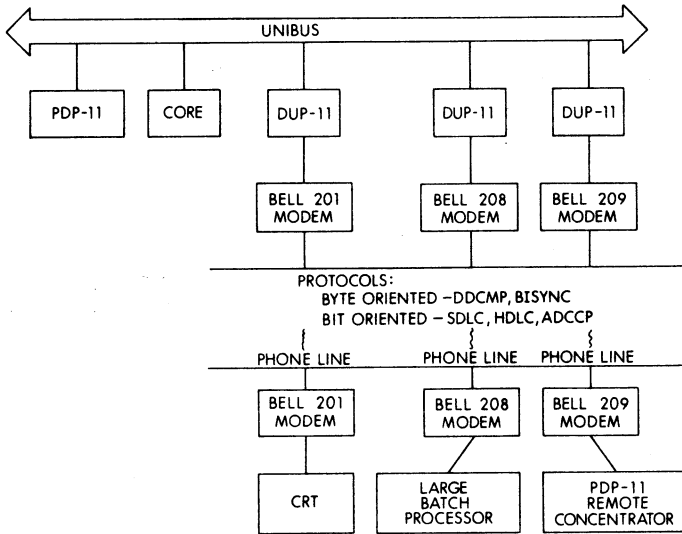 UNIBUS
PDP-11
CORE
DUP-11
DUP-11
DUP-11
BELL 201
MODEM
BELL 208
MODEM
BELL 209
MODEM
PROTOCOLS:
BYTE ORIENTED – DDCMP, BISYNC
BIT ORIENTED – SDLC, HDLC, ADCCP
PHONE LINE
PHONE LINE
PHONE LINE
BELL 201
MODEM
BELL 208
MODEM
BELL 209
MODEM
CRT
LARGE
BATCH
PROCESSOR
PDP-11
REMOTE
CONCENTRATOR